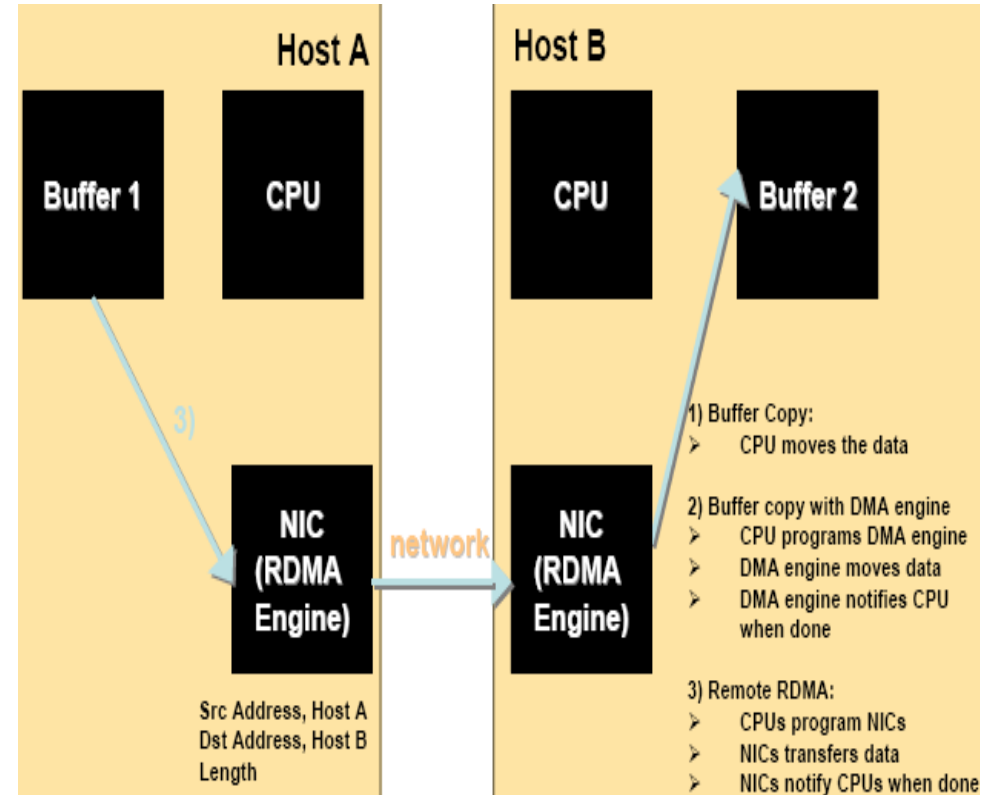 Host A
Host B
Buffer 1
CPU
CPU
Buffer 2
3)
NIC
(RDMA
Engine)
network
NIC
(RDMA
Engine)
Src Address, Host A
Dst Address, Host B
Length
1) Buffer Copy:
➢ CPU moves the data
2) Buffer copy with DMA engine
➢ CPU programs DMA engine
➢ DMA engine moves data
➢ DMA engine notifies CPU
when done
3) Remote RDMA:
➢ CPUs program NICs
➢ NICs transfers data
➢ NICs notify CPUs when done